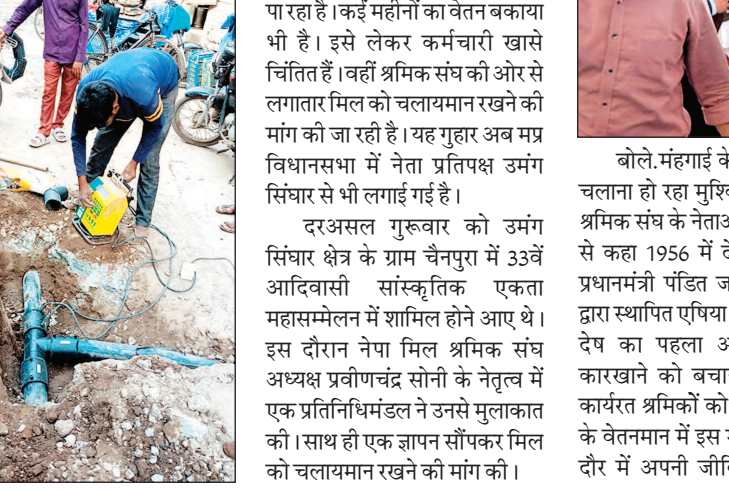 पा रहा है। कई महीनों का वेतन बकाया
भी है। इसे लेकर कर्मचारी खासे
चिंतित हैं। वहीं श्रमिक संघ की ओर से
लगातार मिल को चलायमान रखने की
मांग की जा रही है। यह गुहार अब मप्र
विधानसभा में नेता प्रतिपक्ष उमंग
सिंघार से भी लगाई गई है।
दरअसल गुरूवार को उमंग
सिंघार क्षेत्र के ग्राम चैनपुरा में 33वें
आदिवासी सांस्कृतिक एकता
महासम्मेलन में शामिल होने आए थे।
इस दौरान नेपा मिल श्रमिक संघ
अध्यक्ष प्रवीणचंद्र सोनी के नेतृत्व में
एक प्रतिनिधिमंडल ने उनसे मुलाकात
की। साथ ही एक ज्ञापन सौंपकर मिल
को चलायमान रखने की मांग की।
बोले.मंहगाई के
चलाना हो रहा
श्रमिक संघ के
से कहा 1956 में
प्रधानमंत्री पंडित
द्वारा स्थापित एषिया
देष का पहला
कारखाने को
कार्यरत श्रमिकों को
के वेतनमान में इस
दौर में अपनी